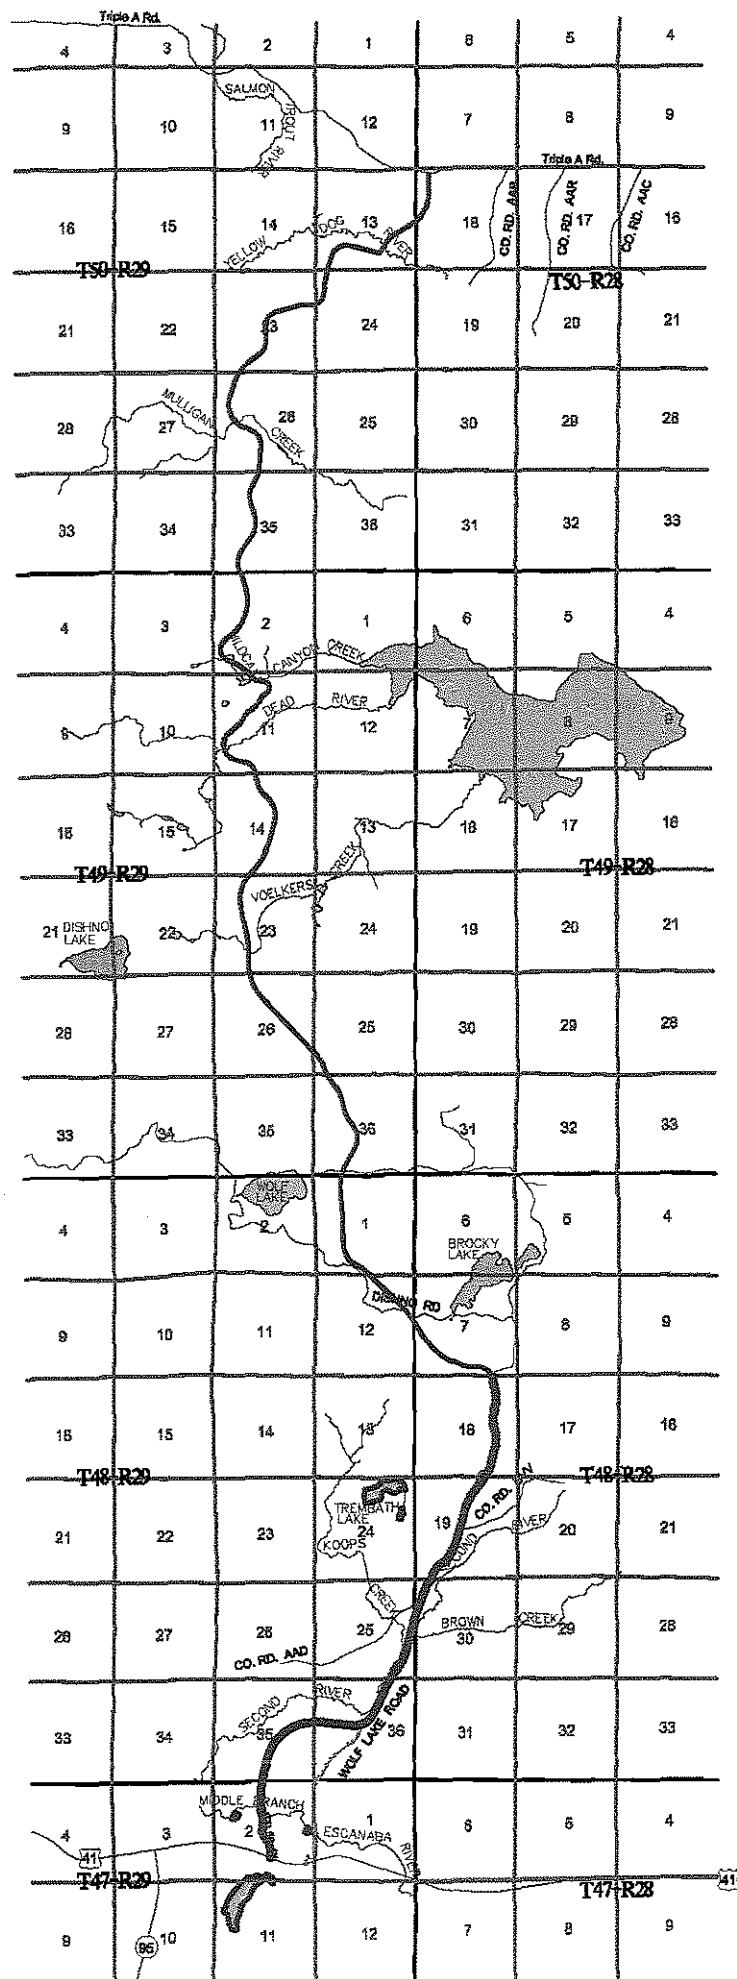 Triple A Rd.
4 3 2 1 6 5 4
SALMON
TROUT
RIVER
9 10 11 12 7 8 9
Triple A Rd.
16 15 14 13 18 17 16
YELLOW DOG RIVER
CO. RD. AAR
CO. RD. AAC
T50-R29 T50-R28
21 22 23 24 19 20 21
MULLIGAN CREEK
28 27 26 25 30 29 28
33 34 35 36 31 32 33
4 3 2 1 6 5 4
WILDCAT CANYON CREEK
DEAD RIVER
9 10 11 12 7 8 9
16 15 14 13 18 17 16
T49-R29 T49-R28
VOELKERS CREEK
21 DISHNO LAKE 22 23 24 19 20 21
28 27 26 25 30 29 28
33 34 35 36 31 32 33
WOLF LAKE
4 3 2 1 6 5 4
BROCKY LAKE
DISHNO RD
9 10 11 12 7 8 9
16 15 14 13 18 17 16
T48-R29 T48-R28
TREMBATH LAKE
CO. RD. N
21 22 23 24 19 20 21
KOOPS CREEK
SECOND RIVER
BROWN CREEK
28 27 26 25 30 29 28
CO. RD. AAD
SECOND RIVER
33 34 35 36 31 32 33
WOLF LAKE ROAD
MIDDLE BRANCH
4 3 2 1 6 5 4
ESCANABA RIVER
41
T47-R29 T47-R28
41
9 10 11 12 7 8 9
95